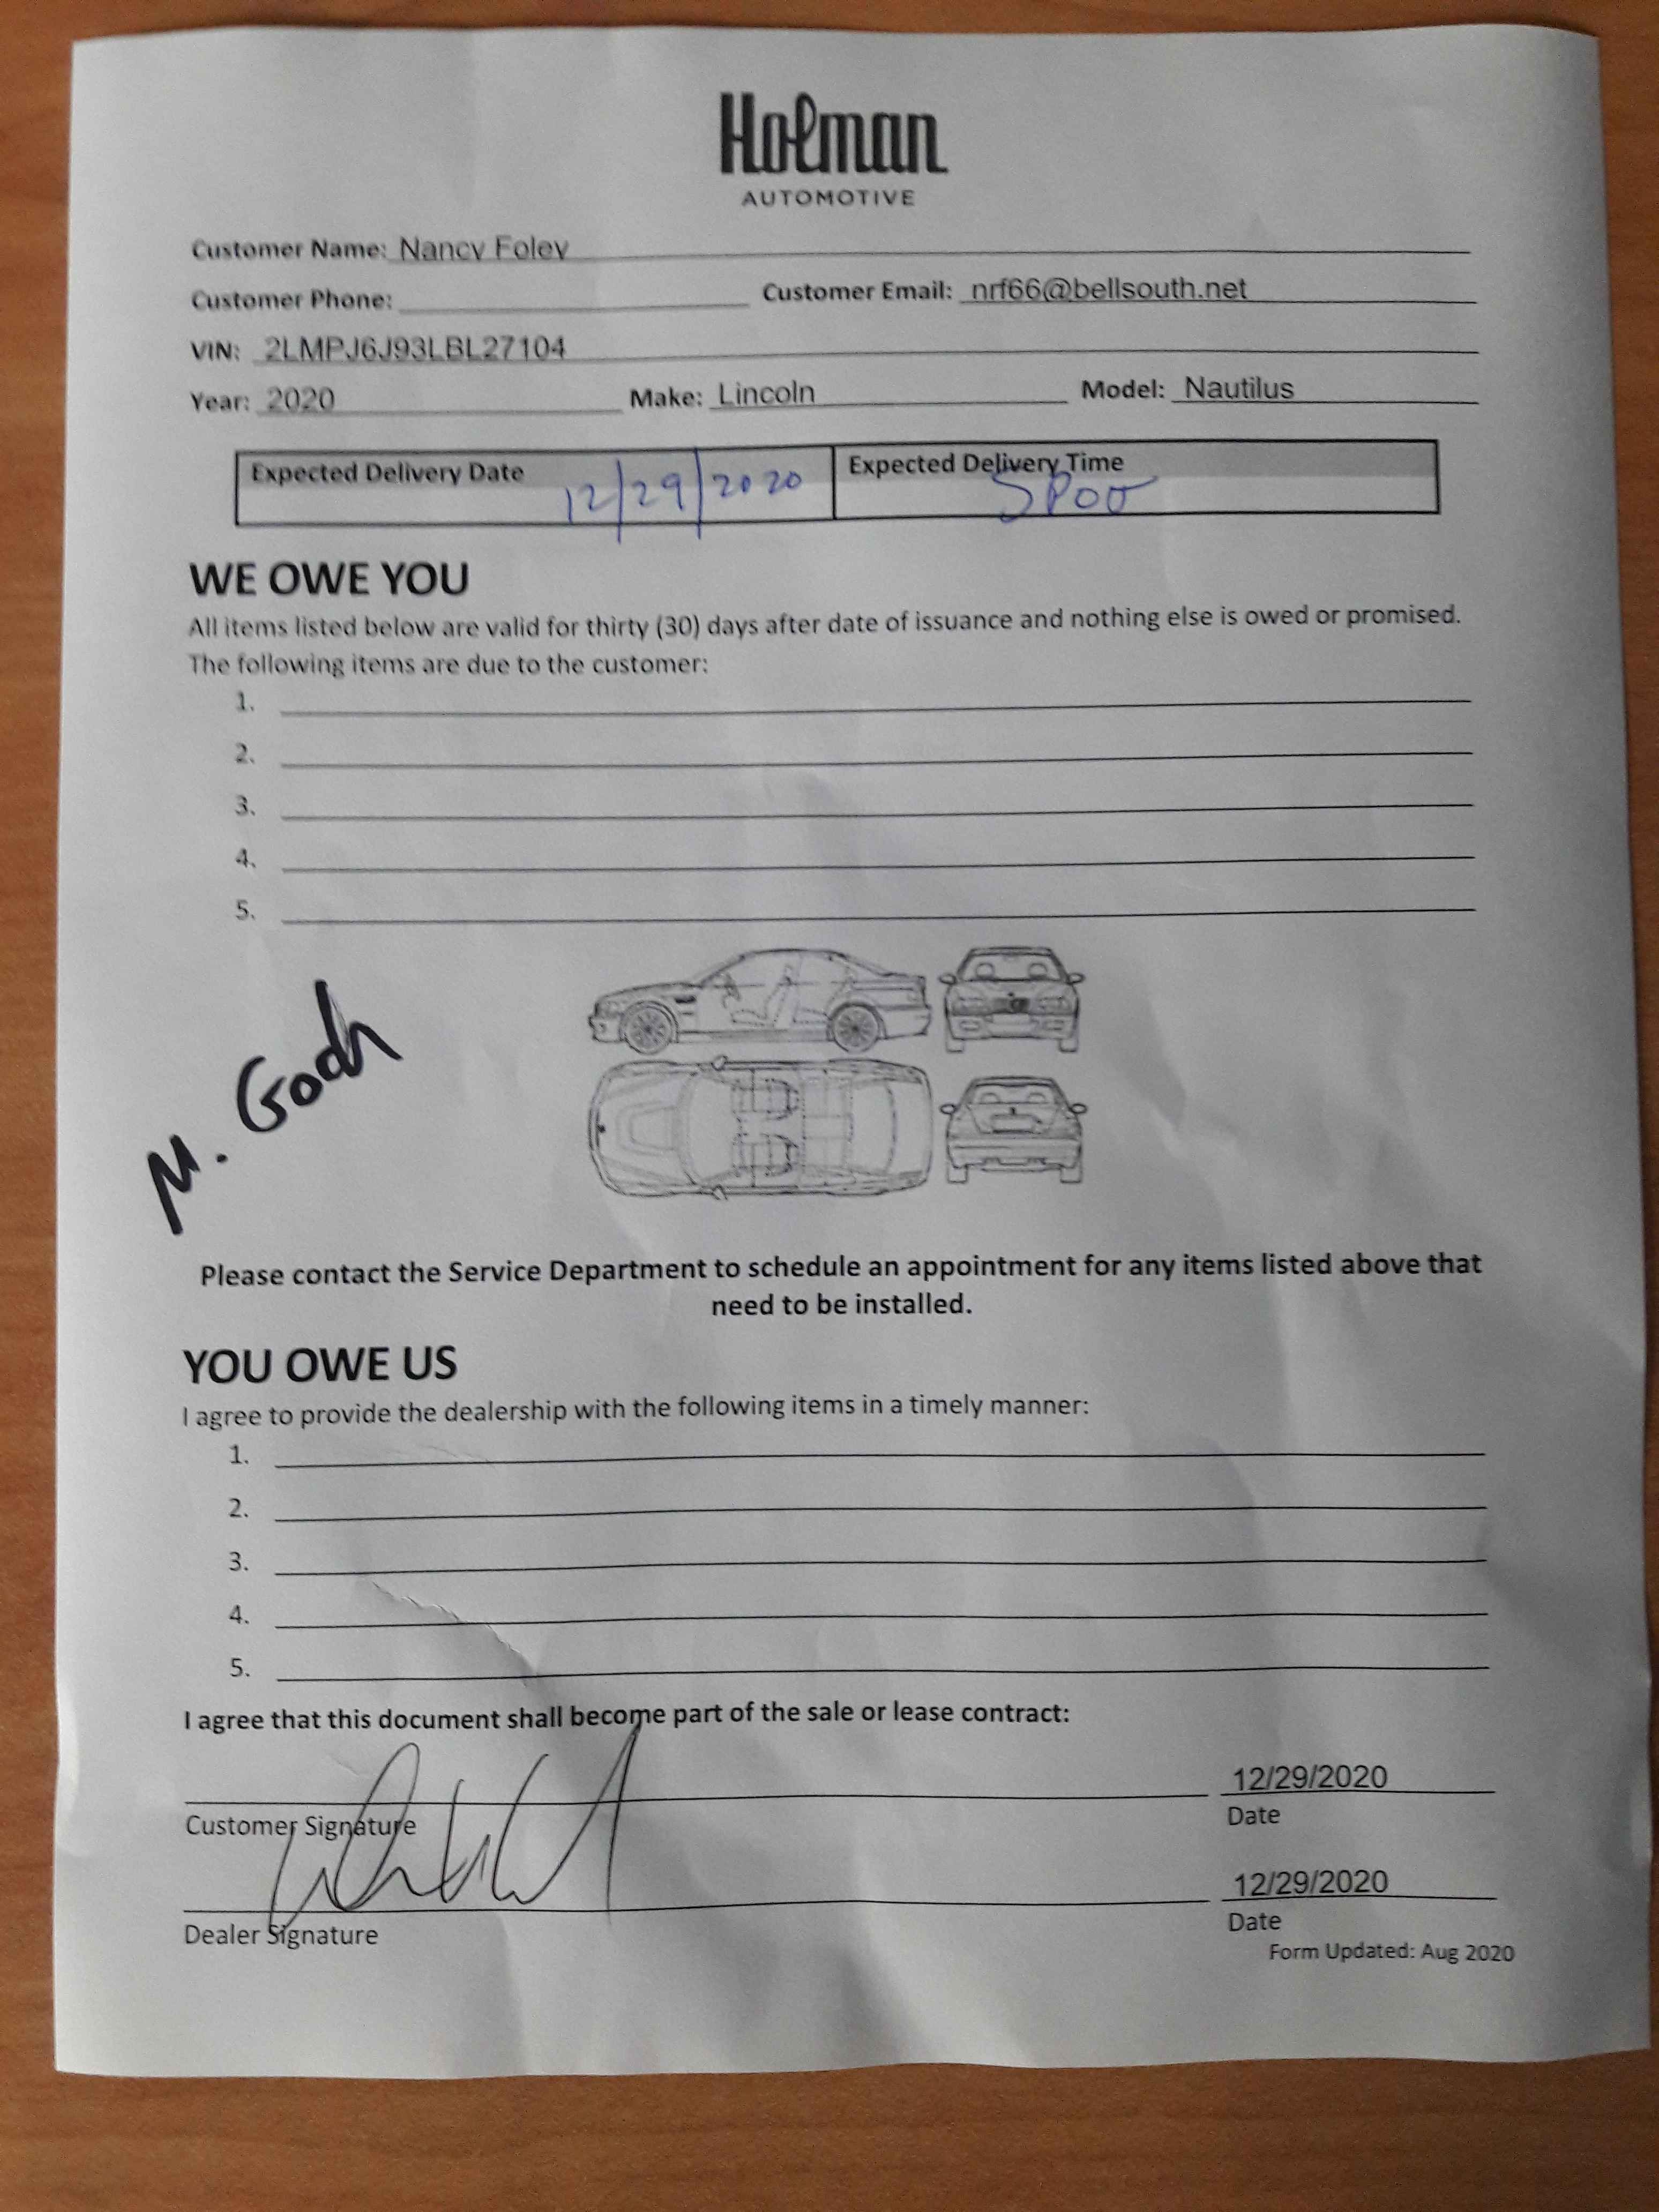 Holman
AUTOMOTIVE
Customer Name: Nancy Foley
Customer Phone: Customer Email: nrf66@bellsouth.net
VIN: 2LMPJ6J93LBL27104
Year: 2020 Make: Lincoln Model: Nautilus
Expected Delivery Date 12/29/2020 Expected Delivery Time
SPOT
WE OWE YOU
All items listed below are valid for thirty (30) days after date of issuance and nothing else is owed or promised.
The following items are due to the customer:
1.
2.
3.
4.
5.
M.
Please contact the Service Department to schedule an appointment for any items listed above that
need to be installed.
YOU OWE US
I agree to provide the dealership with the following items in a timely manner:
1.
2.
3.
4.
5.
I agree that this document shall become part of the sale or lease contract:
12/29/2020
Customer Signature Date
12/29/2020
Dealer Signature Date
Form Updated: Aug 2020